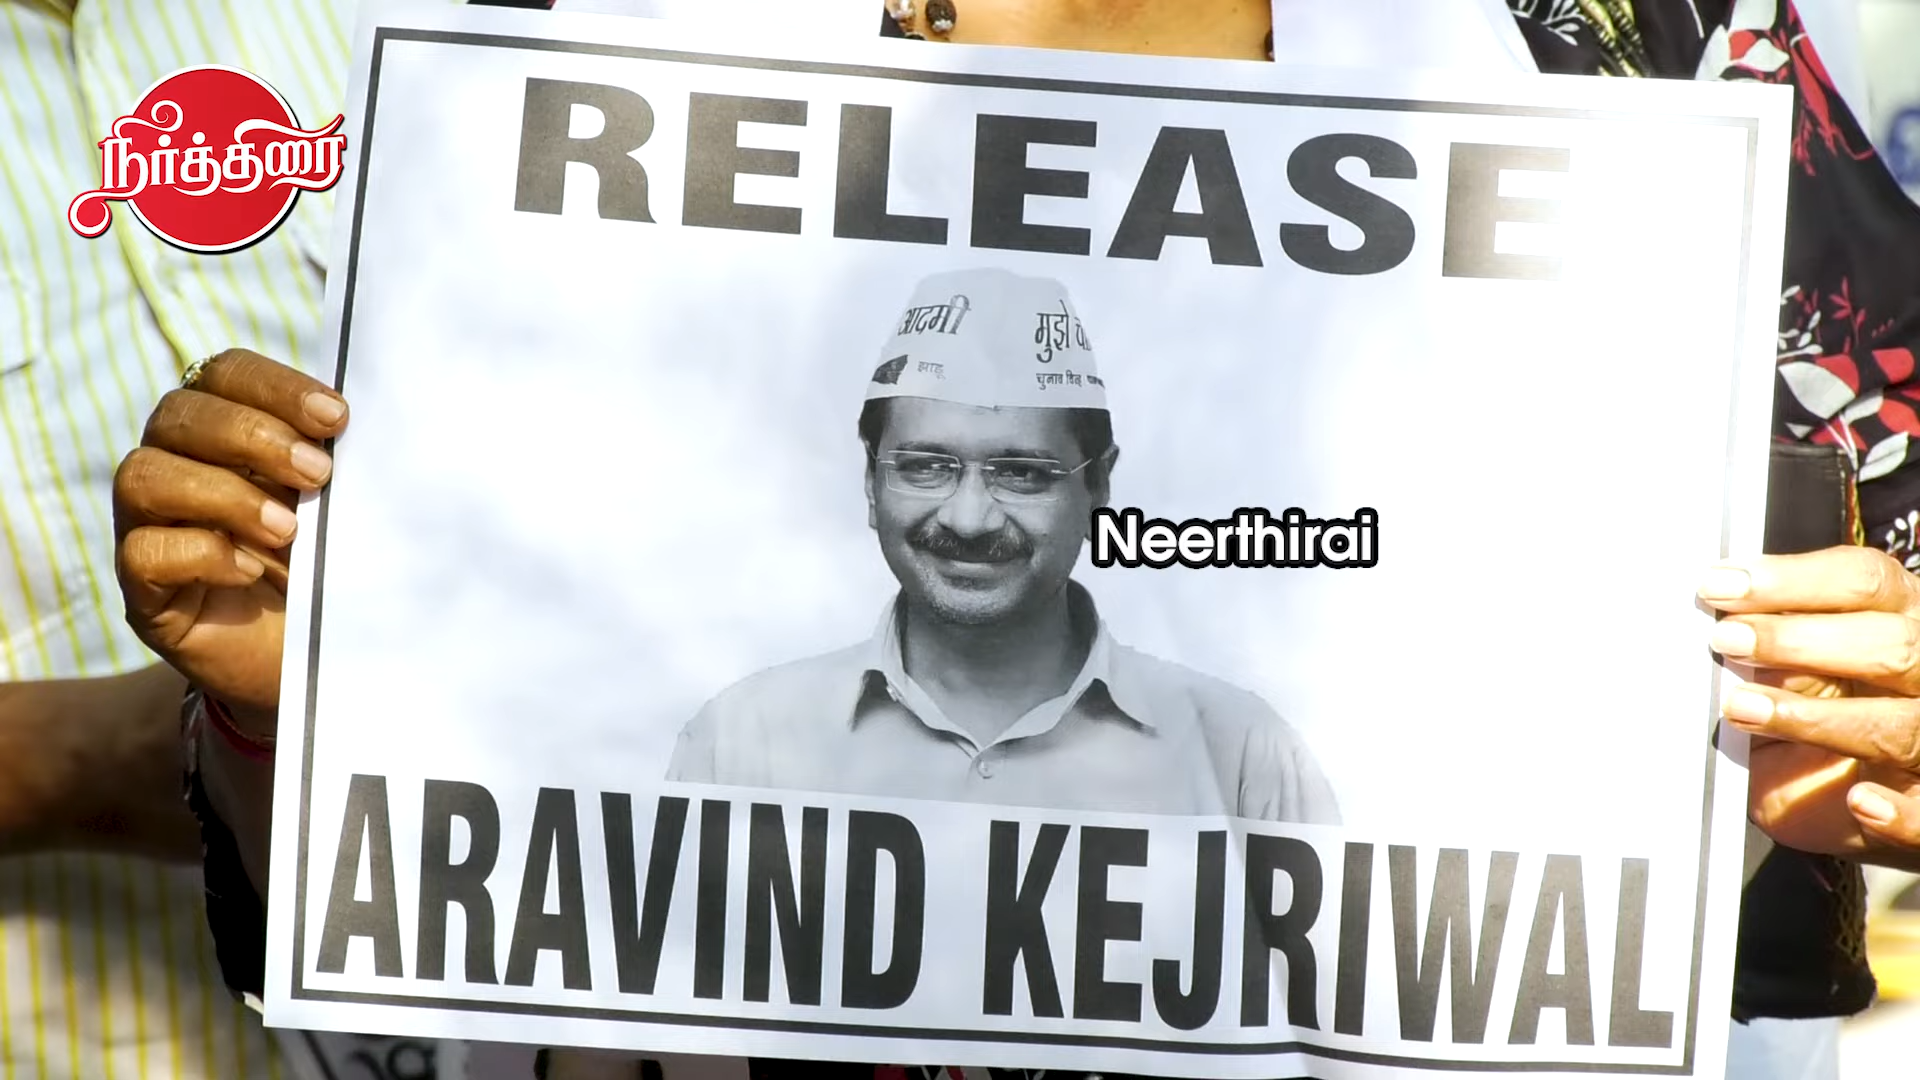 நீர்த்திரை
RELEASE
आदमी
मुझे
झाड़ू
चुनाव चिन्ह
Neerthirai
ARAVIND KEJRIWAL